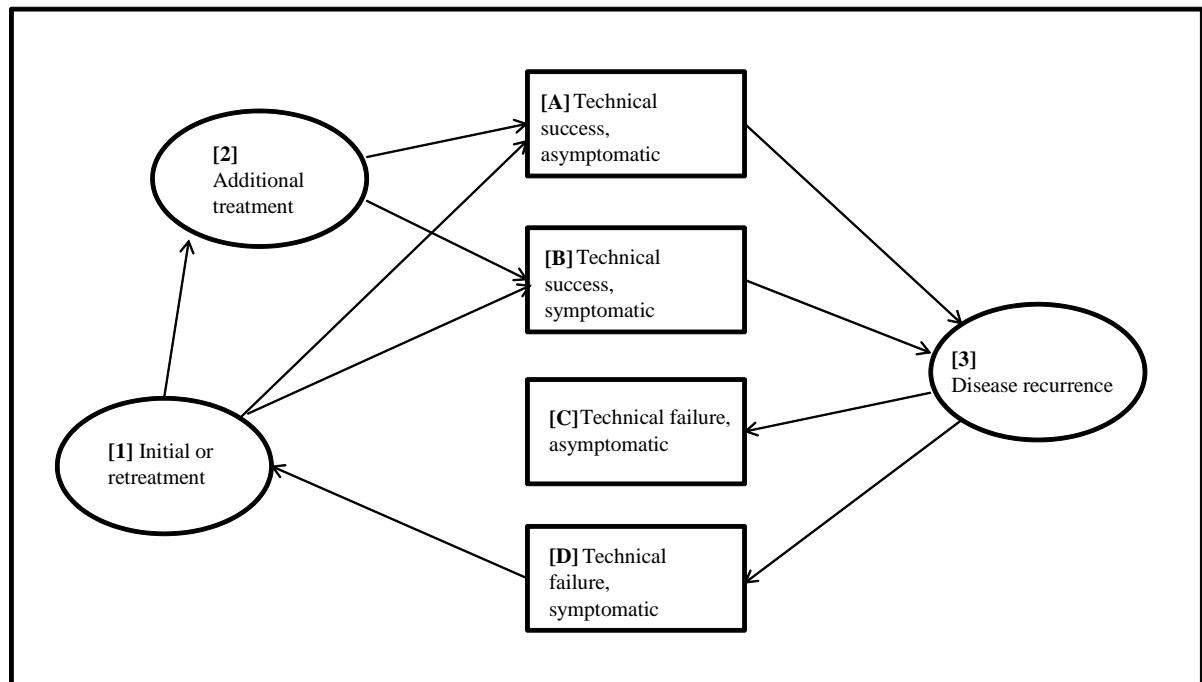 [A] Technical
success,
asymptomatic
[2]
Additional
treatment
[B] Technical
success,
symptomatic
[3]
Disease recurrence
[C] Technical failure,
asymptomatic
[1] Initial or
retreatment
[D] Technical
failure,
symptomatic